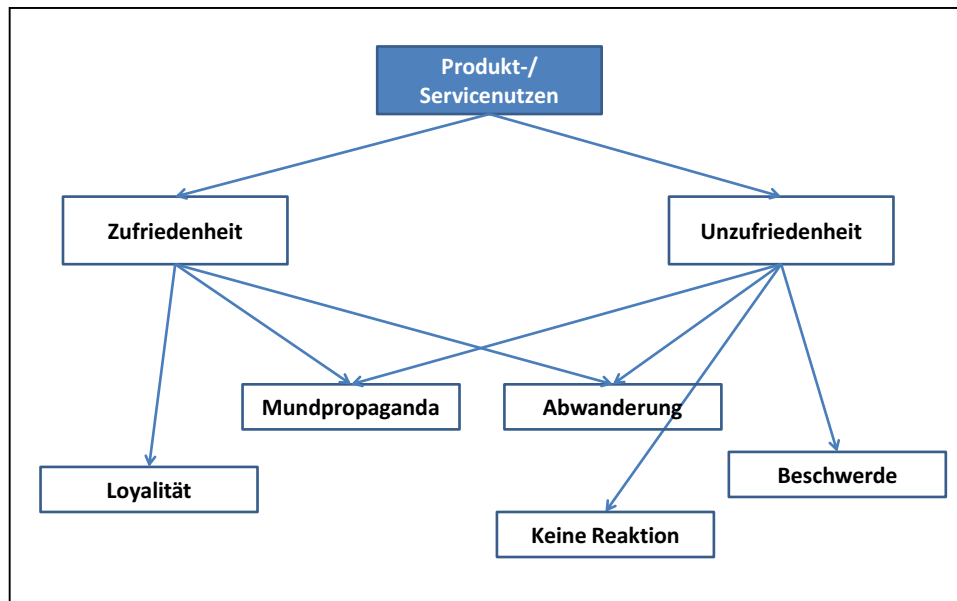 Produkt-/
Servicenutzen
Zufriedenheit
Unzufriedenheit
Mundpropaganda
Abwanderung
Loyalität
Beschwerde
Keine Reaktion